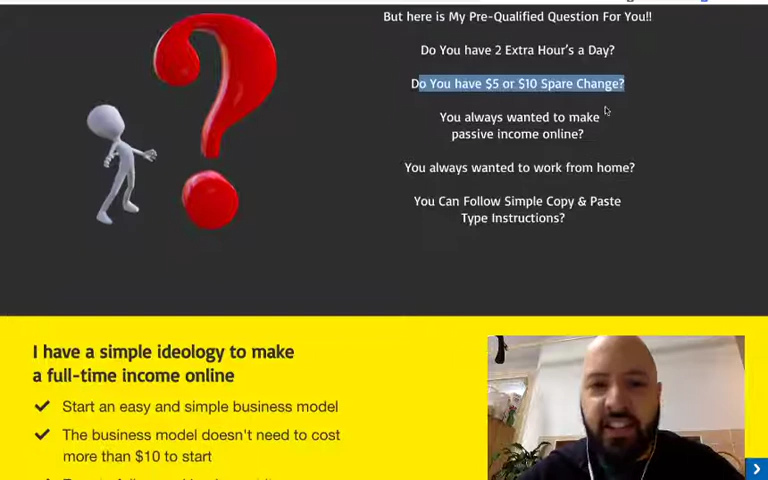 But here is My Pre-Qualified Question For You!!
Do You have 2 Extra Hour's a Day?
Do You have $5 or $10 Spare Change?
You always wanted to make
passive income online?
You always wanted to work from home?
You Can Follow Simple Copy & Paste
Type Instructions?
I have a simple ideology to make
a full-time income online
Start an easy and simple business model
The business model doesn't need to cost
more than $10 to start